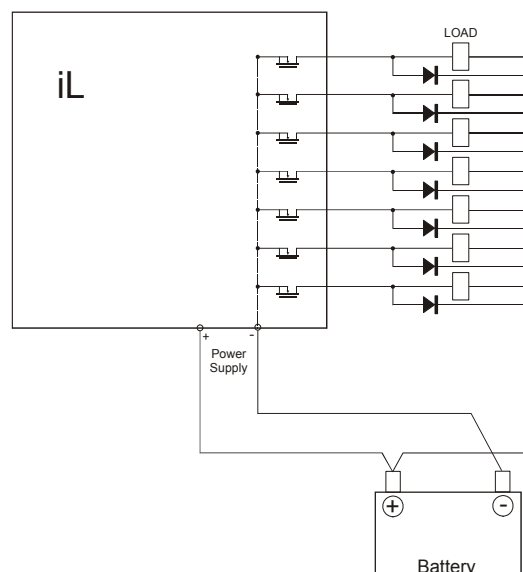 LOAD
iL
+
-
Power
Supply
+
-
Battery